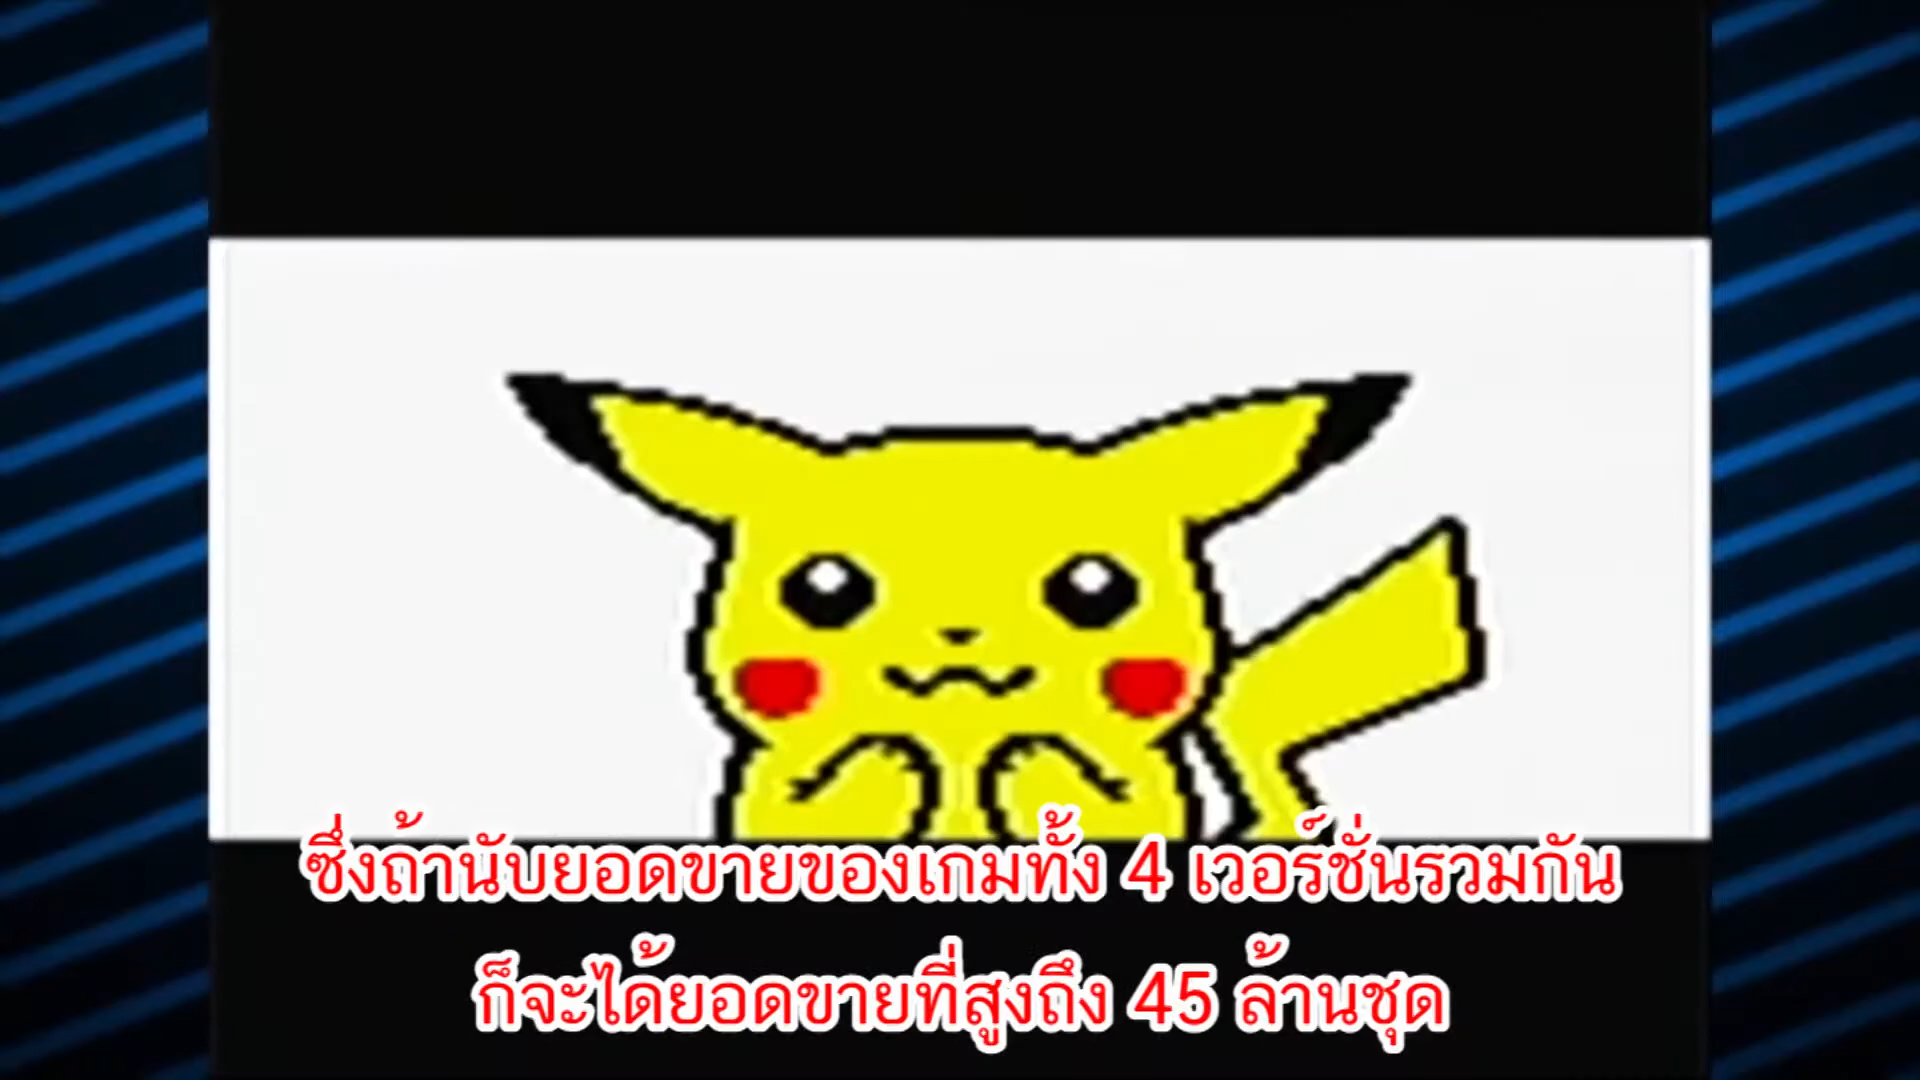 ซึ่งถ้านับยอดขายของเกมทั้ง 4 เวอร์ชั่นรวมกัน
ก็จะได้ยอดขายที่สูงถึง 45 ล้านชุด